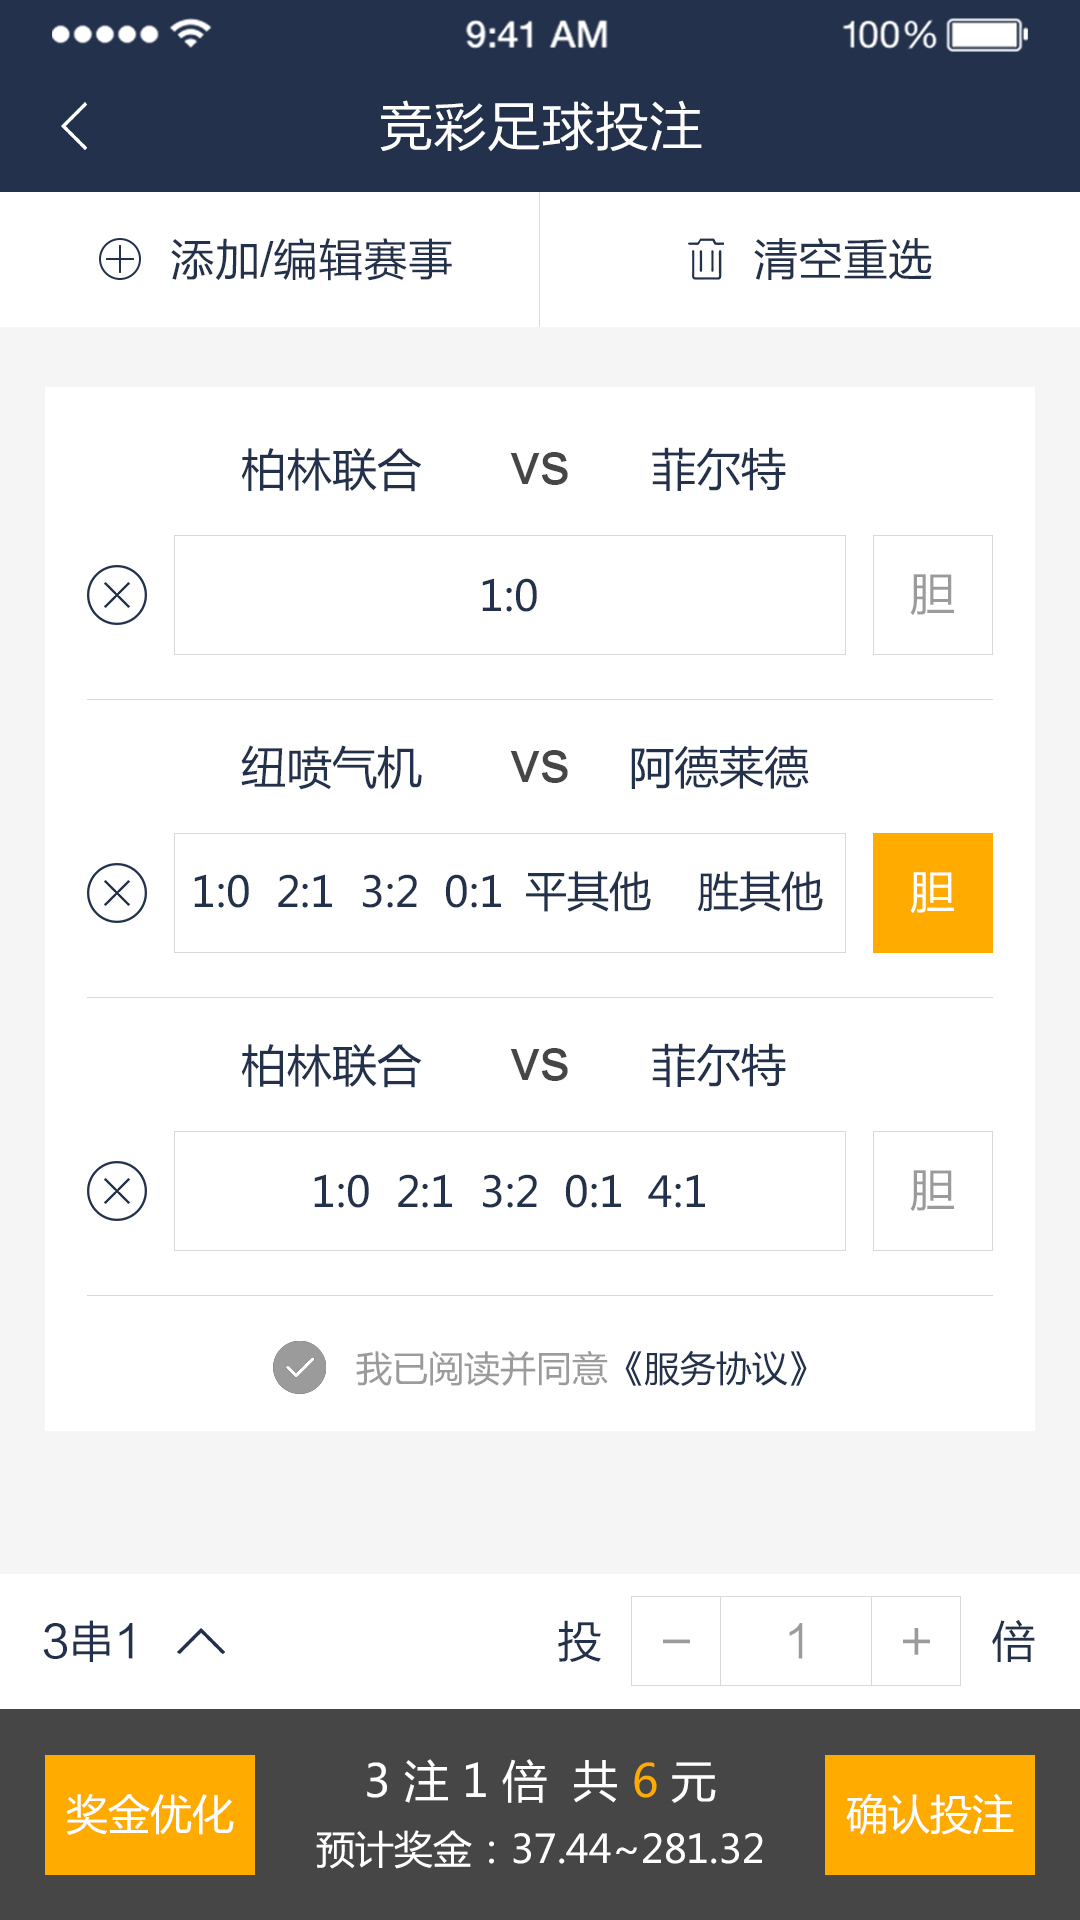 9:41 AM 100%
竞彩足球投注
添加/编辑赛事 清空重选
柏林联合 VS 菲尔特
1:0 胆
纽喷气机 VS 阿德莱德
1:0 2:1 3:2 0:1 平其他 胜其他 胆
柏林联合 VS 菲尔特
1:0 2:1 3:2 0:1 4:1 胆
我已阅读并同意《服务协议》
3串1 投 − 1 + 倍
3 注 1 倍 共 6 元
奖金优化 确认投注
预计奖金：37.44~281.32